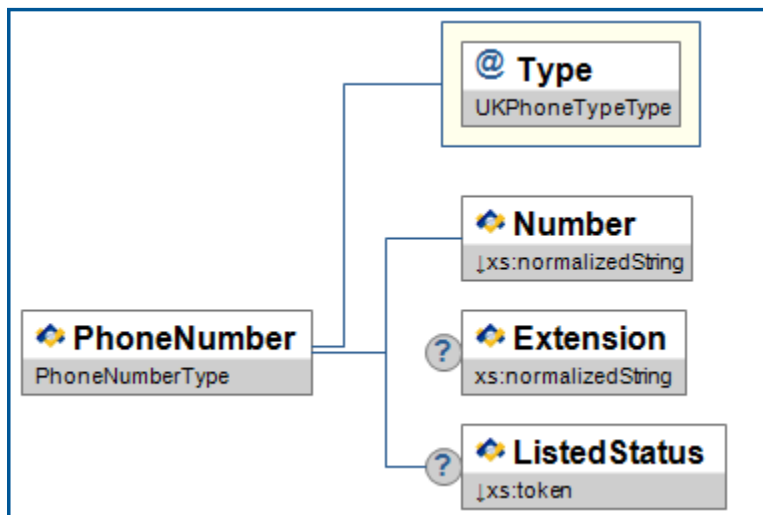 @ Type
UKPhoneTypeType
Number
↓xs:normalizedString
PhoneNumber
PhoneNumberType
? Extension
xs:normalizedString
? ListedStatus
↓xs:token